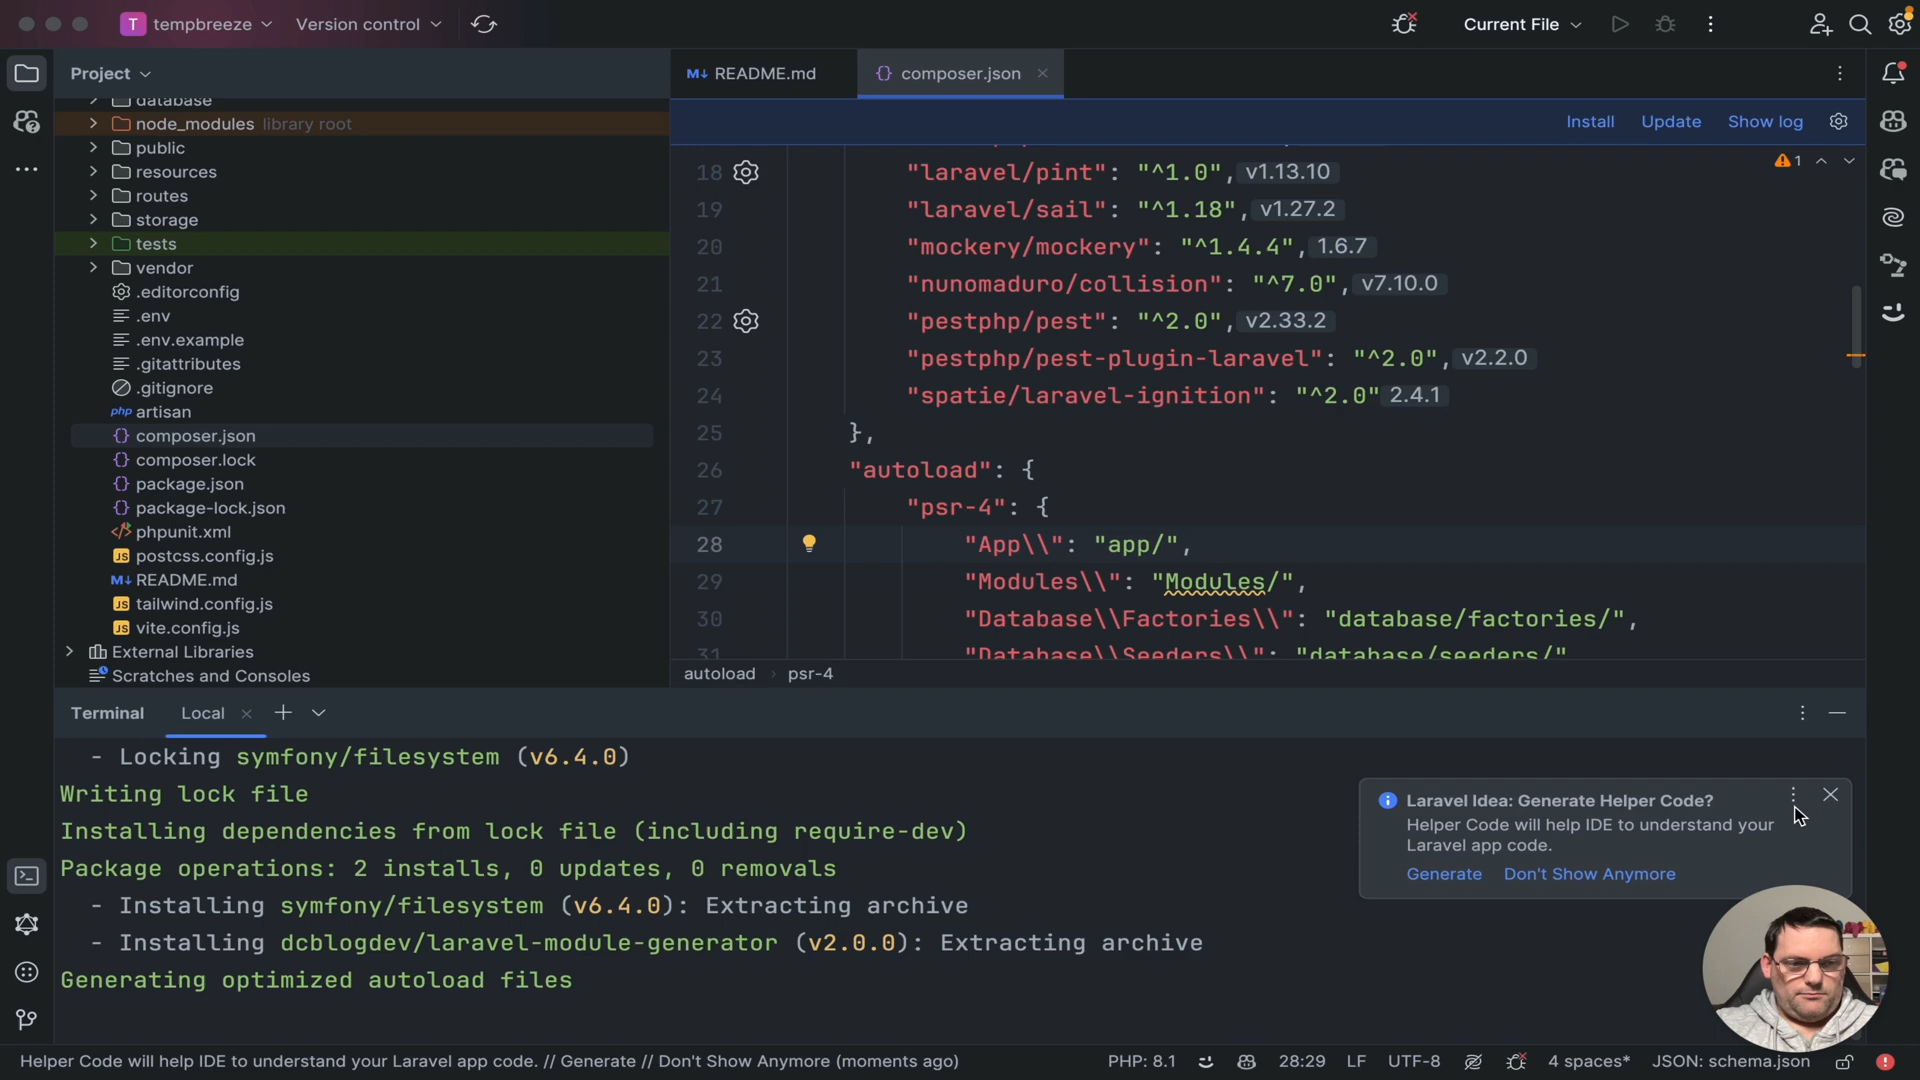 T tempbreeze Version control Current File
Project
README.md composer.json
Install Update Show log
database
node_modules library root
public
resources
routes
storage
tests
vendor
.editorconfig
.env
.env.example
.gitattributes
.gitignore
php artisan
composer.json
composer.lock
package.json
package-lock.json
phpunit.xml
JS postcss.config.js
M↓ README.md
JS tailwind.config.js
JS vite.config.js
External Libraries
Scratches and Consoles
1
18 "laravel/pint": "^1.0", v1.13.10
19 "laravel/sail": "^1.18", v1.27.2
20 "mockery/mockery": "^1.4.4", 1.6.7
21 "nunomaduro/collision": "^7.0", v7.10.0
22 "pestphp/pest": "^2.0", v2.33.2
23 "pestphp/pest-plugin-laravel": "^2.0", v2.2.0
24 "spatie/laravel-ignition": "^2.0" 2.4.1
25 },
26 "autoload": {
27 "psr-4": {
28 "App\\": "app/",
29 "Modules\\": "Modules/",
30 "Database\\Factories\\": "database/factories/",
31 "Database\\Seeders\\": "database/seeders/"
autoload › psr-4
Terminal Local
- Locking symfony/filesystem (v6.4.0)
Writing lock file
Installing dependencies from lock file (including require-dev)
Package operations: 2 installs, 0 updates, 0 removals
- Installing symfony/filesystem (v6.4.0): Extracting archive
- Installing dcblogdev/laravel-module-generator (v2.0.0): Extracting archive
Generating optimized autoload files
Laravel Idea: Generate Helper Code?
Helper Code will help IDE to understand your
Laravel app code.
Generate Don't Show Anymore
Helper Code will help IDE to understand your Laravel app code. // Generate // Don't Show Anymore (moments ago) PHP: 8.1 28:29 LF UTF-8 4 spaces* JSON: schema.json